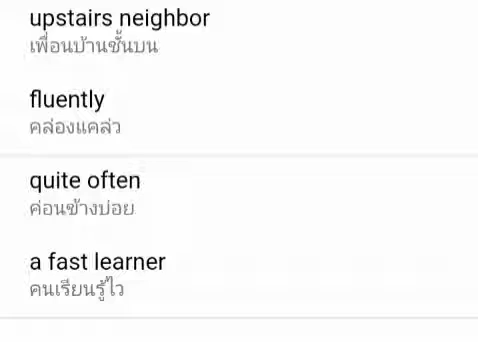 upstairs neighbor
เพื่อนบ้านชั้นบน
fluently
คล่องแคล่ว
quite often
ค่อนข้างบ่อย
a fast learner
คนเรียนรู้ไว